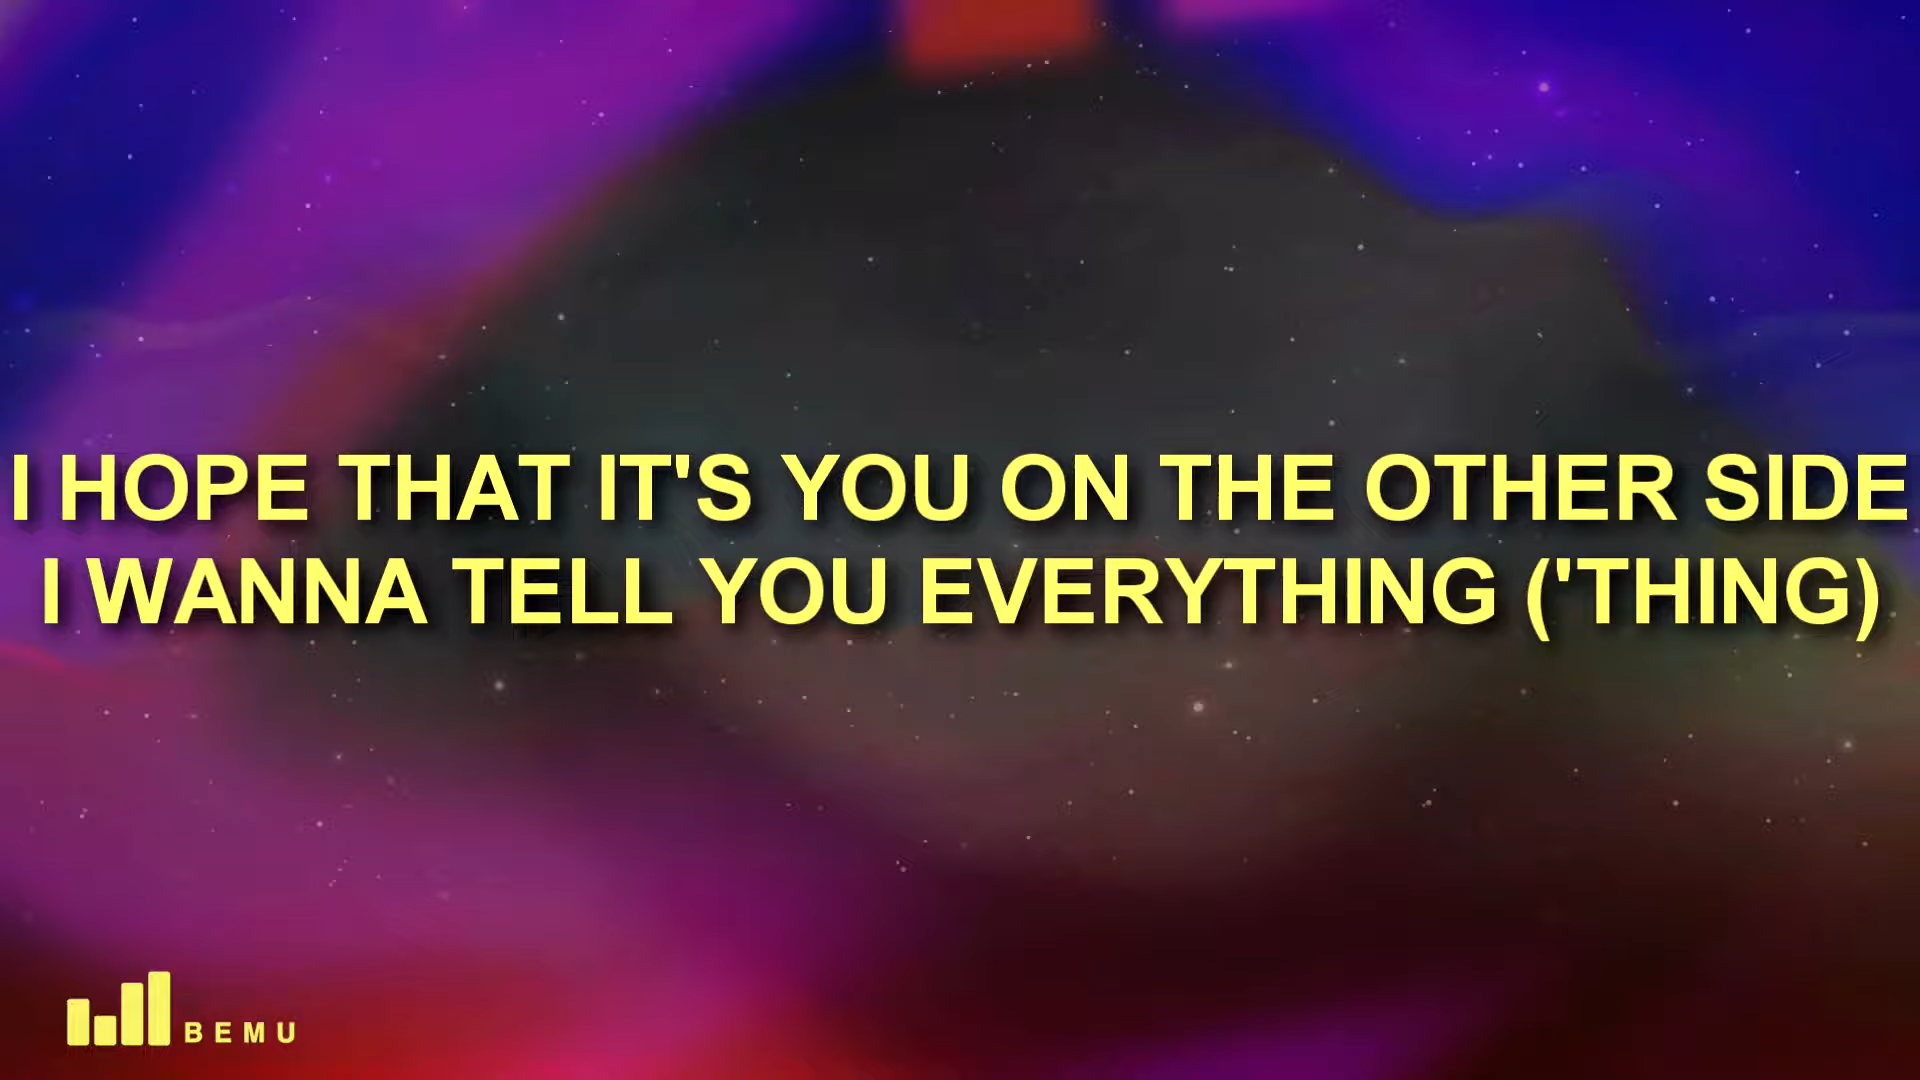 I HOPE THAT IT'S YOU ON THE OTHER SIDE
I WANNA TELL YOU EVERYTHING ('THING)
BEMU